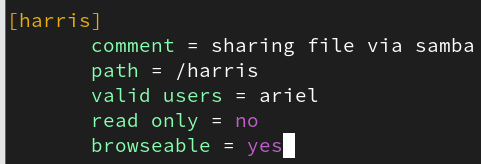 [harris]
comment = sharing file via samba
path = /harris
valid users = ariel
read only = no
browseable = yes